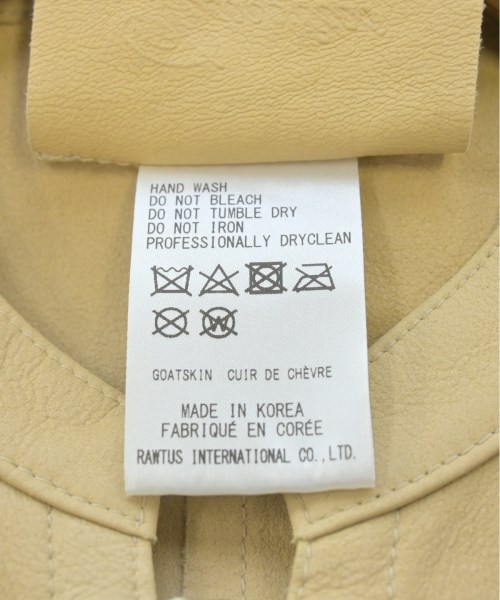 HAND WASH
DO NOT BLEACH
DO NOT TUMBLE DRY
DO NOT IRON
PROFESSIONALLY DRYCLEAN
W
GOATSKIN CUIR DE CHÈVRE
MADE IN KOREA
FABRIQUÉ EN CORÉE
RAWTUS INTERNATIONAL CO.,LTD.